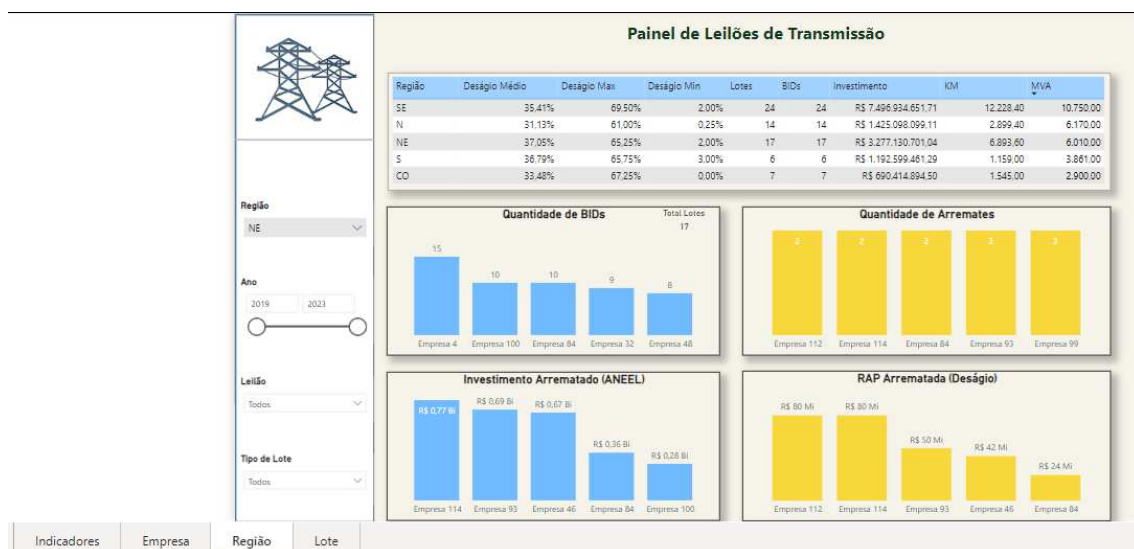 Painel de Leilões de Transmissão
Região Deságio Médio Deságio Max Deságio Min Lotes BIDs Investimento KM MVA
SE 35,41% 69,50% 2,00% 24 24 R$ 7.496.934.651,71 12.228,40 10.750,00
N 31,13% 61,00% 0,25% 14 14 R$ 1.425.098.099,11 2.899,40 6.170,00
NE 37,05% 65,25% 2,00% 17 17 R$ 3.277.130.701,04 6.893,60 6.010,00
S 36,79% 65,75% 3,00% 6 6 R$ 1.192.599.461,29 1.159,00 3.861,00
CO 33,48% 67,25% 0,00% 7 7 R$ 690.414.894,50 1.545,00 2.900,00
Região
NE
Ano
2019 2023
Leilão
Todos
Tipo de Lote
Todos
Quantidade de BIDs
Total Lotes
17
15 10 10 9 8
Empresa 4 Empresa 100 Empresa 84 Empresa 32 Empresa 48
Quantidade de Arremates
2 2 2 2 2
Empresa 112 Empresa 114 Empresa 84 Empresa 93 Empresa 99
Investimento Arrematado (ANEEL)
R$ 0,77 Bi R$ 0,69 Bi R$ 0,67 Bi R$ 0,36 Bi R$ 0,28 Bi
Empresa 114 Empresa 93 Empresa 46 Empresa 84 Empresa 100
RAP Arrematada (Deságio)
R$ 80 Mi R$ 80 Mi R$ 50 Mi R$ 42 Mi R$ 24 Mi
Empresa 112 Empresa 114 Empresa 93 Empresa 46 Empresa 84
Indicadores Empresa Região Lote